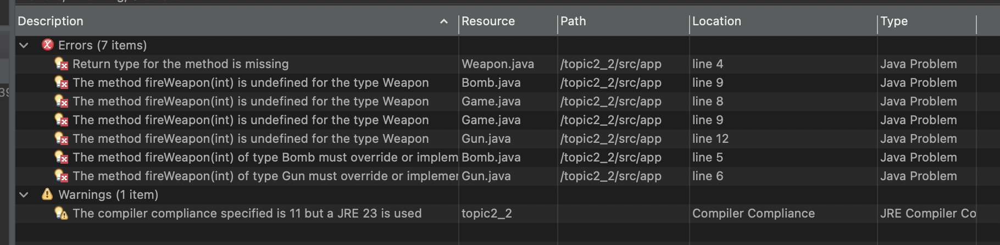 Description Resource Path Location Type
Errors (7 items)
Return type for the method is missing Weapon.java /topic2_2/src/app line 4 Java Problem
The method fireWeapon(int) is undefined for the type Weapon Bomb.java /topic2_2/src/app line 9 Java Problem
The method fireWeapon(int) is undefined for the type Weapon Game.java /topic2_2/src/app line 8 Java Problem
The method fireWeapon(int) is undefined for the type Weapon Game.java /topic2_2/src/app line 9 Java Problem
The method fireWeapon(int) is undefined for the type Weapon Gun.java /topic2_2/src/app line 12 Java Problem
The method fireWeapon(int) of type Bomb must override or implem Bomb.java /topic2_2/src/app line 5 Java Problem
The method fireWeapon(int) of type Gun must override or implemer Gun.java /topic2_2/src/app line 6 Java Problem
Warnings (1 item)
The compiler compliance specified is 11 but a JRE 23 is used topic2_2 Compiler Compliance JRE Compiler Co